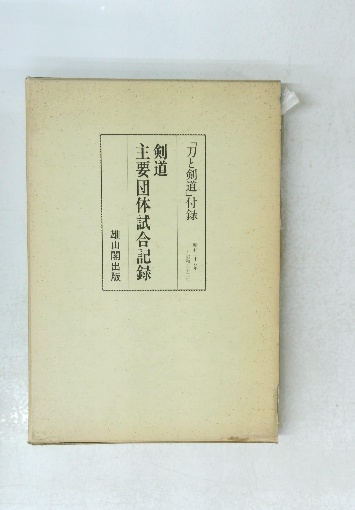 「刀と剣道」付録
剣道
主要団体試合記録
雄山閣出版